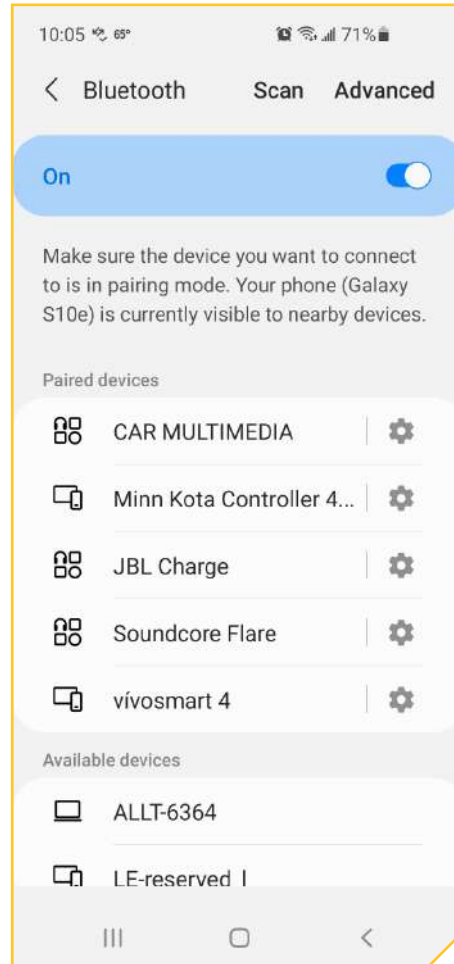 10:05 65° 71%
Bluetooth Scan Advanced
On
Make sure the device you want to connect
to is in pairing mode. Your phone (Galaxy
S10e) is currently visible to nearby devices.
Paired devices
CAR MULTIMEDIA
Minn Kota Controller 4...
JBL Charge
Soundcore Flare
vívosmart 4
Available devices
ALLT-6364
LE-reserved